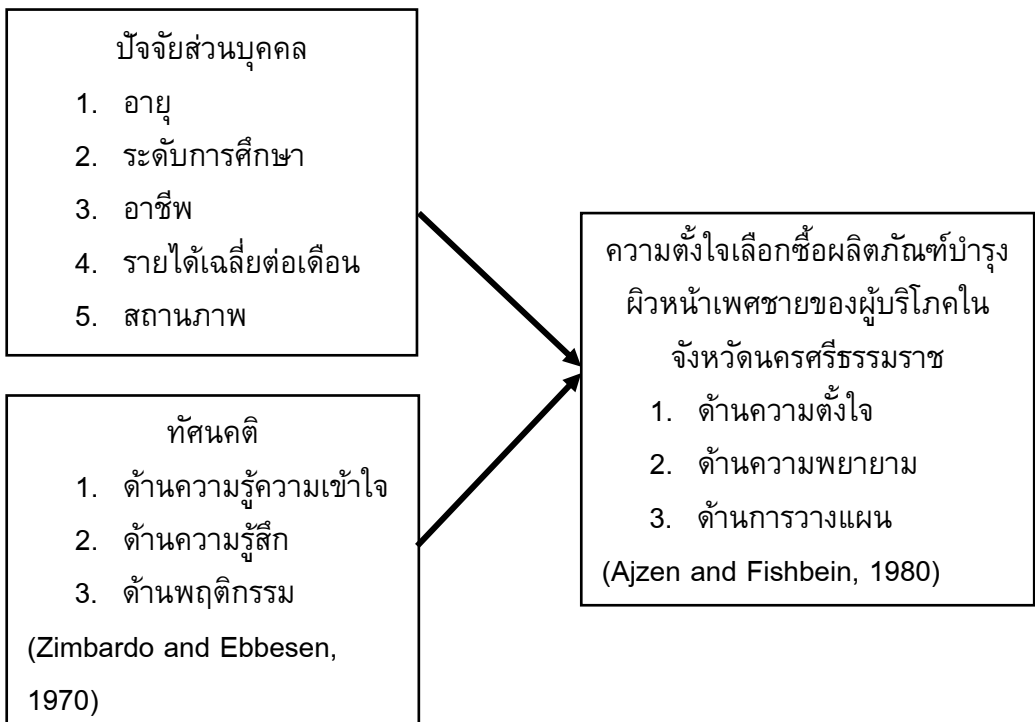 ปัจจัยส่วนบุคคล
1. อายุ
2. ระดับการศึกษา
3. อาชีพ
4. รายได้เฉลี่ยต่อเดือน
5. สถานภาพ
ทัศนคติ
1. ด้านความรู้ความเข้าใจ
2. ด้านความรู้สึก
3. ด้านพฤติกรรม
(Zimbardo and Ebbesen,
1970)
ความตั้งใจเลือกซื้อผลิตภัณฑ์บำรุง
ผิวหน้าเพศชายของผู้บริโภคใน
จังหวัดนครศรีธรรมราช
1. ด้านความตั้งใจ
2. ด้านความพยายาม
3. ด้านการวางแผน
(Ajzen and Fishbein, 1980)